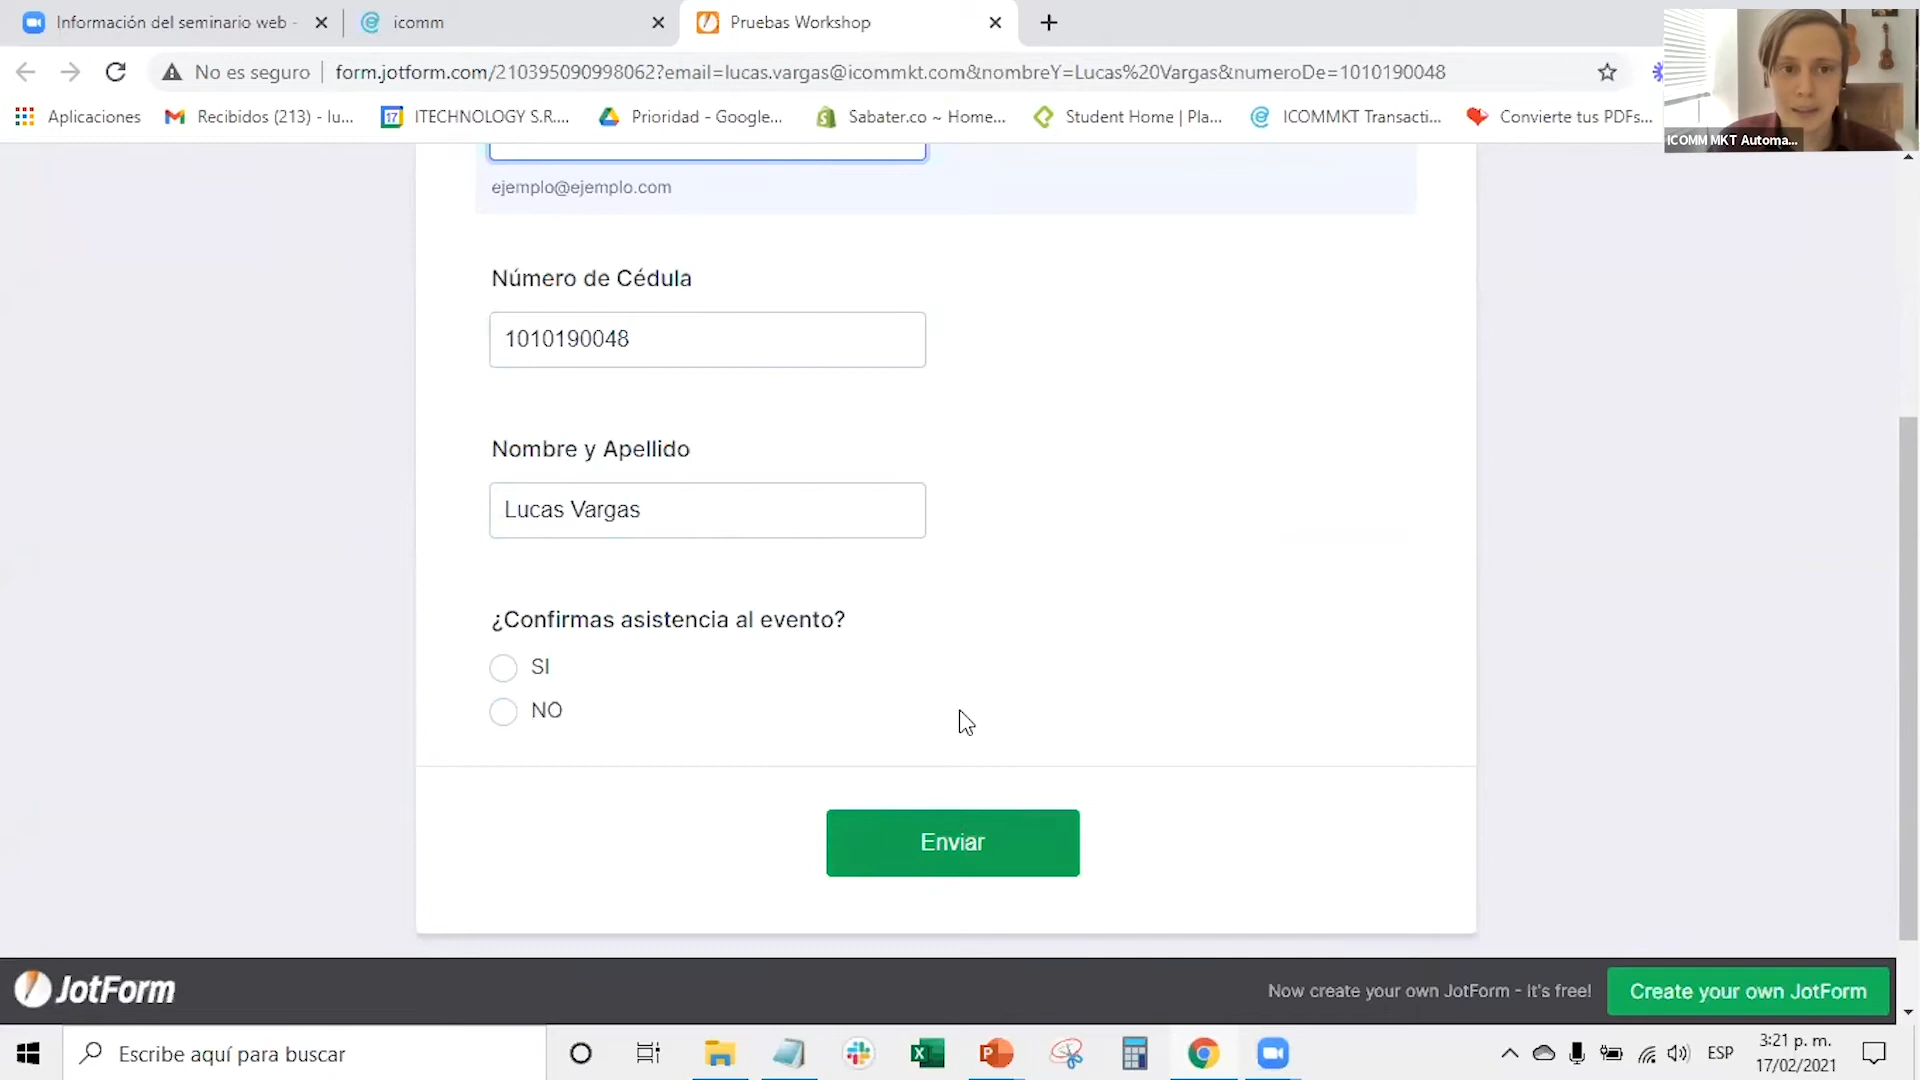 Información del seminario web -
icomm
Pruebas Workshop
No es seguro
form.jotform.com/210395090998062?email=lucas.vargas@icommkt.com&nombreY=Lucas%20Vargas&numeroDe=1010190048
Aplicaciones
Recibidos (213) - lu...
17
ITECHNOLOGY S.R....
Prioridad - Google...
Sabater.co ~ Home...
Student Home | Pla...
ICOMMKT Transacti...
Convierte tus PDFs...
ICOMM MKT Automa...
ejemplo@ejemplo.com
Número de Cédula
1010190048
Nombre y Apellido
Lucas Vargas
¿Confirmas asistencia al evento?
SI
NO
Enviar
JotForm
Now create your own JotForm - It's free!
Create your own JotForm
Escribe aquí para buscar
ESP
3:21 p. m.
17/02/2021